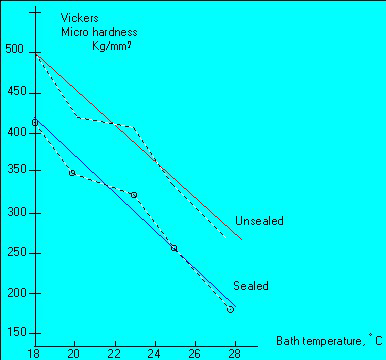 Vickers
Micro hardness
Kg/mm²
500
450
400
350
300
250
200
150
Unsealed
Sealed
18 20 22 24 26 28
Bath temperature, °C